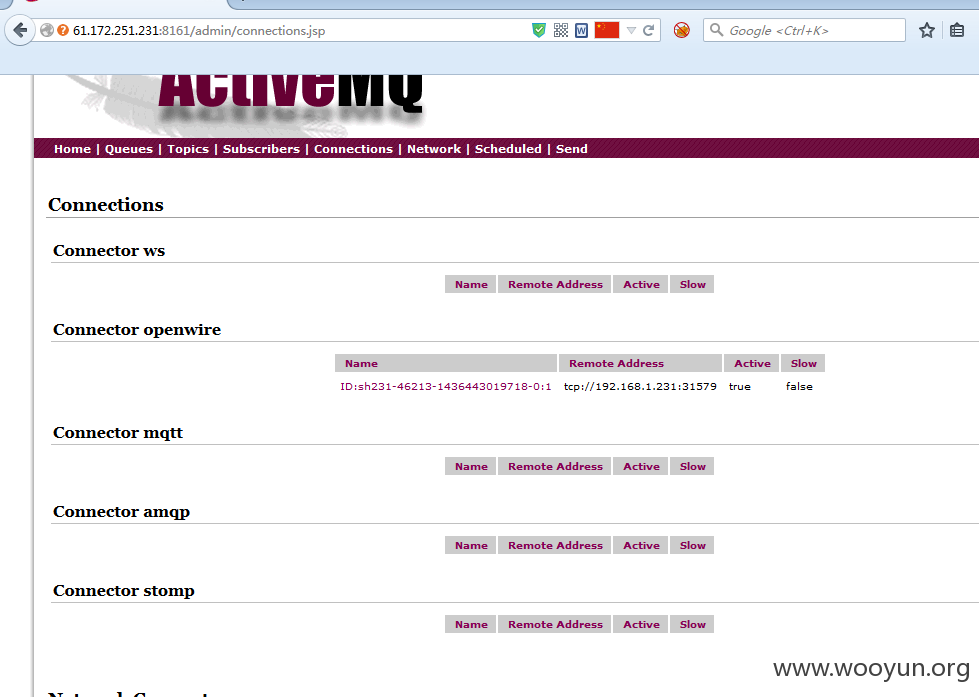 61.172.251.231:8161/admin/connections.jsp
Google <Ctrl+K>
ActiveMQ
Home | Queues | Topics | Subscribers | Connections | Network | Scheduled | Send
Connections
Connector ws
Name Remote Address Active Slow
Connector openwire
Name Remote Address Active Slow
ID:sh231-46213-1436443019718-0:1 tcp://192.168.1.231:31579 true false
Connector mqtt
Name Remote Address Active Slow
Connector amqp
Name Remote Address Active Slow
Connector stomp
Name Remote Address Active Slow
www.wooyun.org